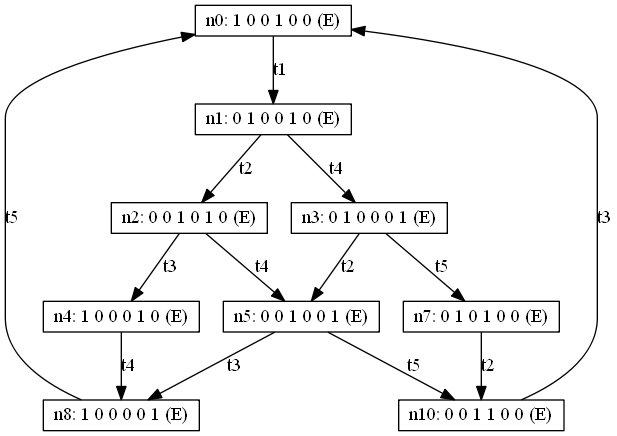 n0: 1 0 0 1 0 0 (E)
t1
n1: 0 1 0 0 1 0 (E)
t2
t4
n2: 0 0 1 0 1 0 (E)
n3: 0 1 0 0 0 1 (E)
t5
t3
t3
t4
t2
t5
n4: 1 0 0 0 1 0 (E)
n5: 0 0 1 0 0 1 (E)
n7: 0 1 0 1 0 0 (E)
t4
t3
t5
t2
n8: 1 0 0 0 0 1 (E)
n10: 0 0 1 1 0 0 (E)